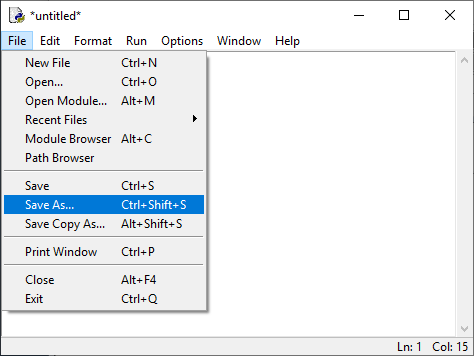 *untitled*
File Edit Format Run Options Window Help
New File Ctrl+N
Open... Ctrl+O
Open Module... Alt+M
Recent Files
Module Browser Alt+C
Path Browser
Save Ctrl+S
Save As... Ctrl+Shift+S
Save Copy As... Alt+Shift+S
Print Window Ctrl+P
Close Alt+F4
Exit Ctrl+Q
Ln: 1 Col: 15